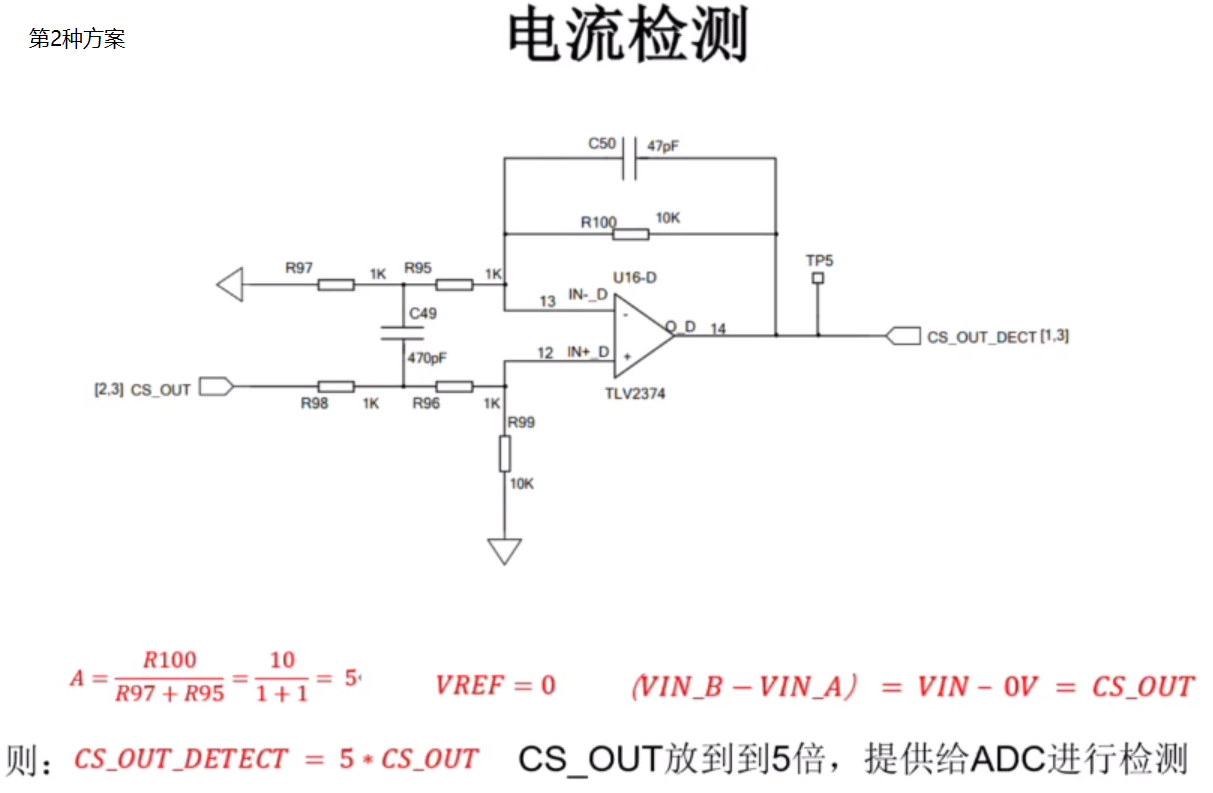 电流检测
第2种方案
C50 47pF
R100 10K
TP5
R97 1K R95 1K
U16-D
13 IN-_D
-
C49
O_D 14
CS_OUT_DECT [1,3]
470pF
12 IN+_D
+
[2,3] CS_OUT
TLV2374
R98 1K R96 1K
R99
10K
A = R100 / R97 + R95 = 10 / 1 + 1 = 5
VREF = 0
(VIN_B − VIN_A) = VIN − 0V = CS_OUT
则: CS_OUT_DETECT = 5 * CS_OUT
CS_OUT放到到5倍，提供给ADC进行检测